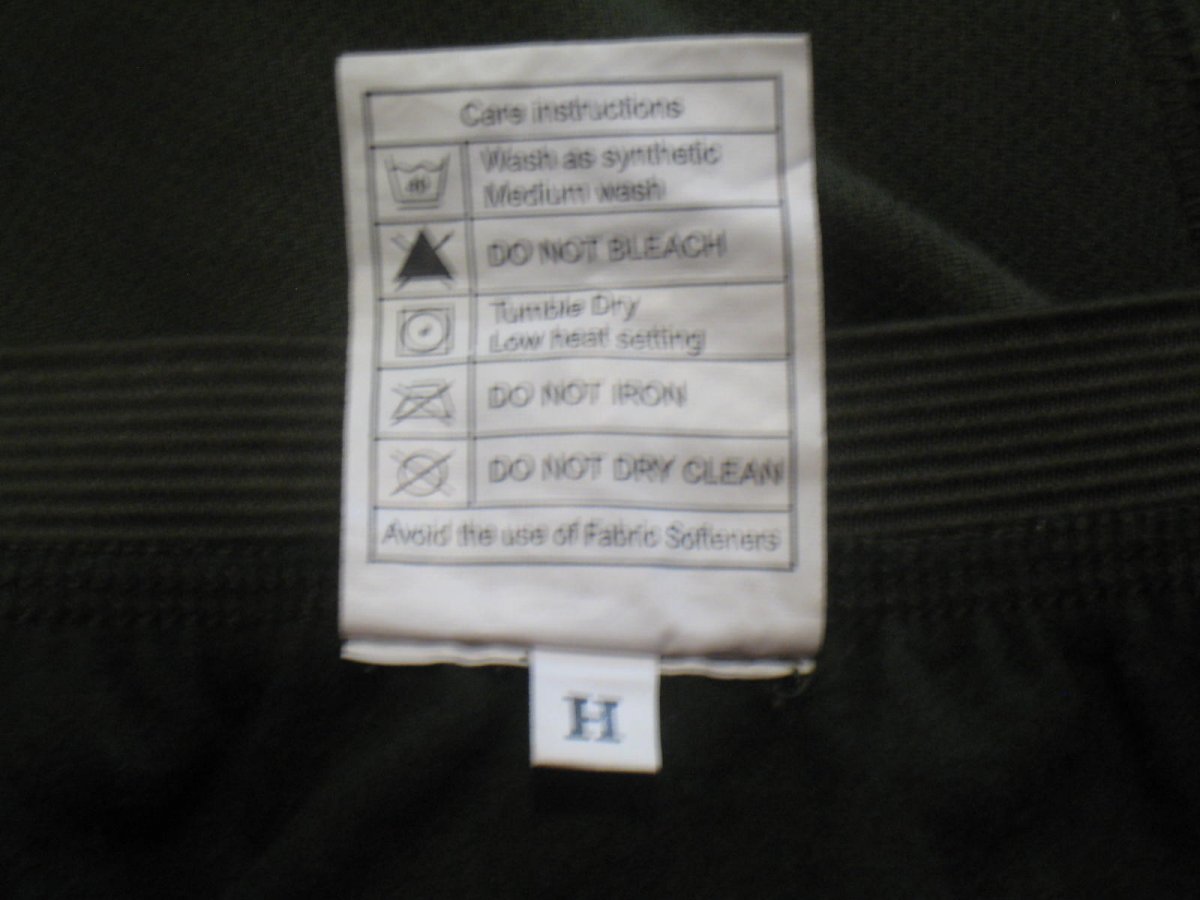 Care instructions
Wash as synthetic
Medium wash
DO NOT BLEACH
Tumble Dry
Low heat setting
DO NOT IRON
DO NOT DRY CLEAN
Avoid the use of Fabric Softeners
H